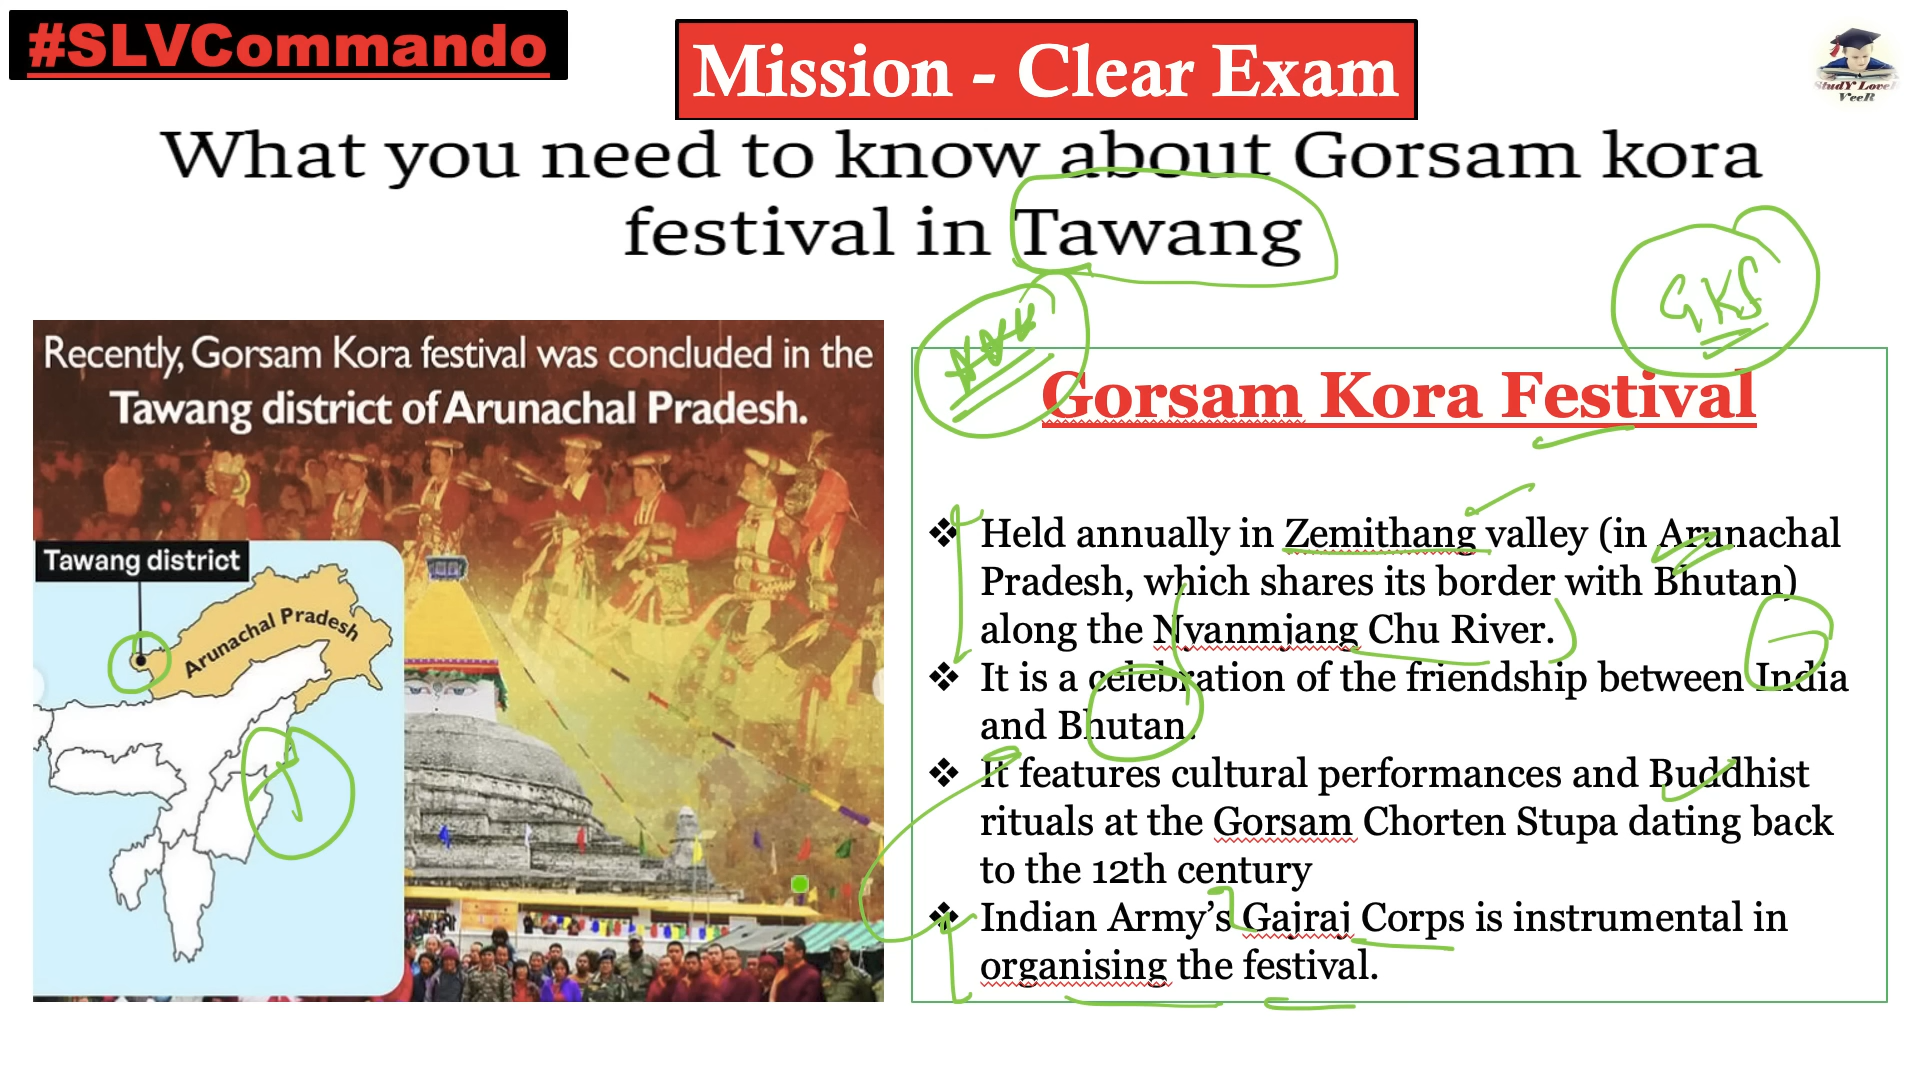 #SLVCommando
Mission - Clear Exam
StudY LoveR
VeeR
What you need to know about Gorsam kora
festival in Tawang
GKS
Recently, Gorsam Kora festival was concluded in the
Tawang district of Arunachal Pradesh.
Tawang district
Arunachal Pradesh
Gorsam Kora Festival
❖ Held annually in Zemithang valley (in Arunachal
Pradesh, which shares its border with Bhutan)
along the Nyanmjang Chu River.
❖ It is a celebration of the friendship between India
and Bhutan.
❖ It features cultural performances and Buddhist
rituals at the Gorsam Chorten Stupa dating back
to the 12th century
❖ Indian Army’s Gajraj Corps is instrumental in
organising the festival.